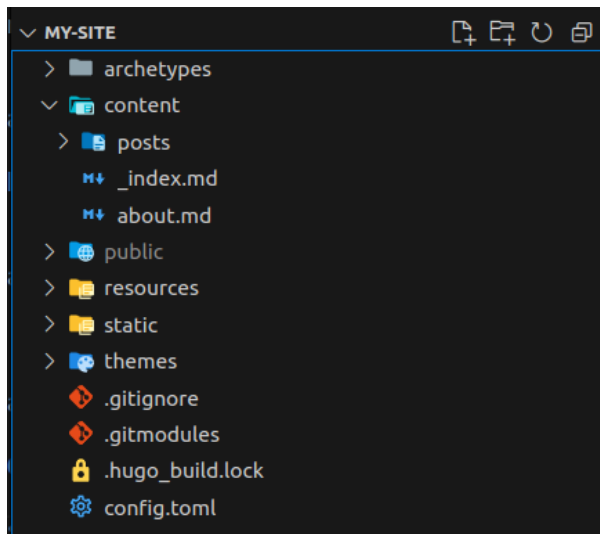 MY-SITE
archetypes
content
posts
_index.md
about.md
public
resources
static
themes
.gitignore
.gitmodules
.hugo_build.lock
config.toml